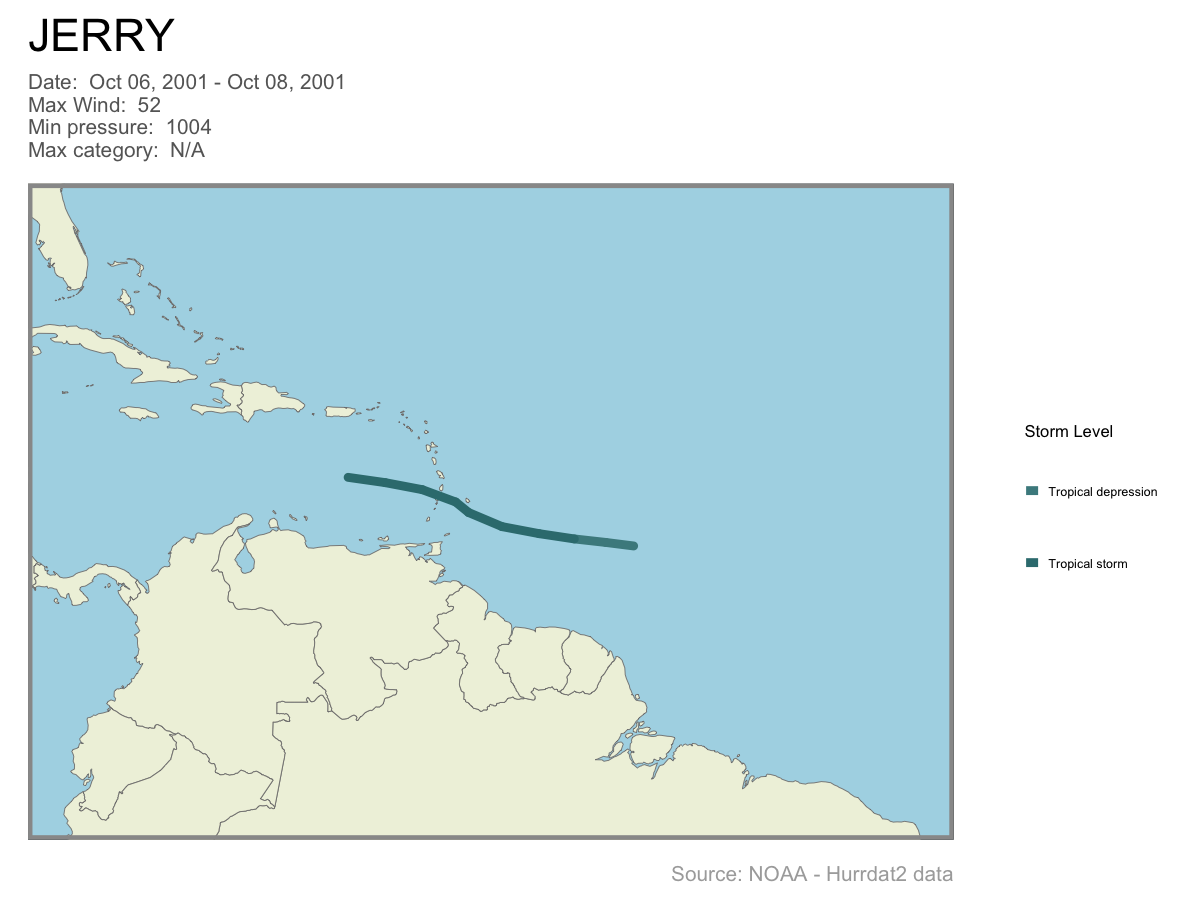 JERRY
Date:  Oct 06, 2001 - Oct 08, 2001
Max Wind:  52
Min pressure:  1004
Max category:  N/A
Storm Level
Tropical depression
Tropical storm
Source: NOAA - Hurrdat2 data